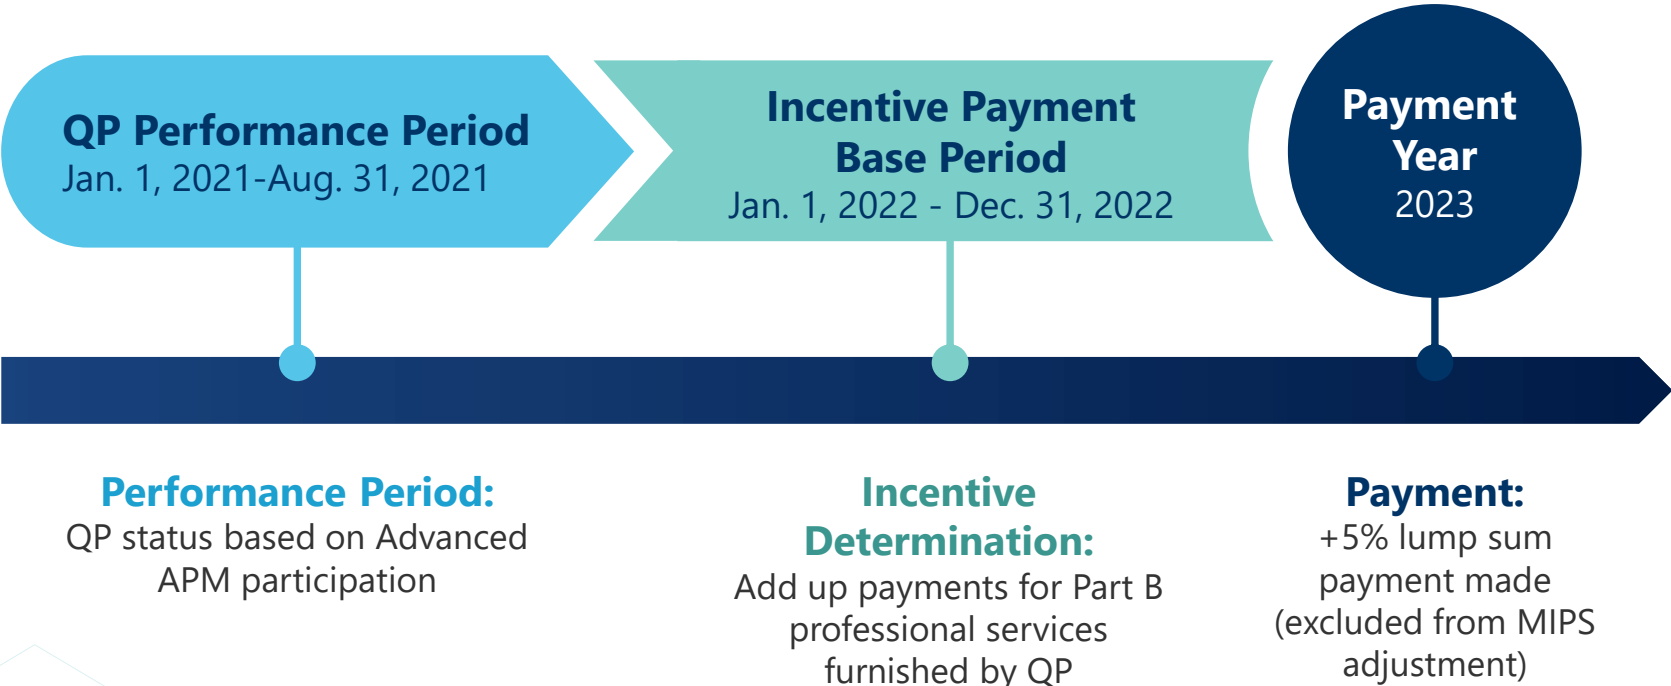 QP Performance Period
Jan. 1, 2021-Aug. 31, 2021
Incentive Payment
Base Period
Jan. 1, 2022 - Dec. 31, 2022
Payment
Year
2023
Performance Period:
QP status based on Advanced
APM participation
Incentive
Determination:
Add up payments for Part B
professional services
furnished by QP
Payment:
+5% lump sum
payment made
(excluded from MIPS
adjustment)